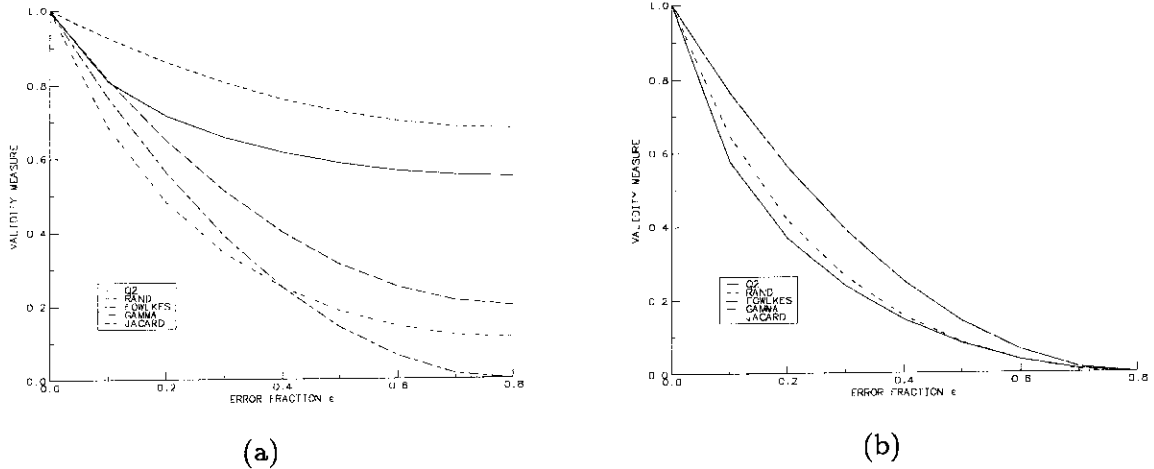 1.0
0.8
0.6
0.4
0.2
0.0
VALIDITY MEASURE
Q2
RAND
FOWLKES
GAMMA
JACARD
0.0 0.2 0.4 0.6 0.8
ERROR FRACTION ε
(a)
1.0
0.8
0.6
0.4
0.2
0.0
VALIDITY MEASURE
Q2
RAND
FOWLKES
GAMMA
JACARD
0.0 0.2 0.4 0.6 0.8
ERROR FRACTION ε
(b)